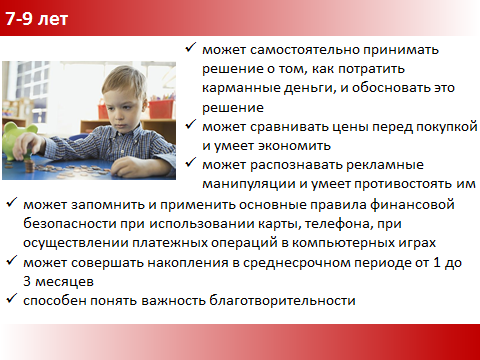 7-9 лет
✓ может самостоятельно принимать
решение о том, как потратить
карманные деньги, и обосновать это
решение
✓ может сравнивать цены перед покупкой
и умеет экономить
✓ может распознавать рекламные
манипуляции и умеет противостоять им
✓ может запомнить и применить основные правила финансовой
безопасности при использовании карты, телефона, при
осуществлении платежных операций в компьютерных играх
✓ может совершать накопления в среднесрочном периоде от 1 до
3 месяцев
✓ способен понять важность благотворительности